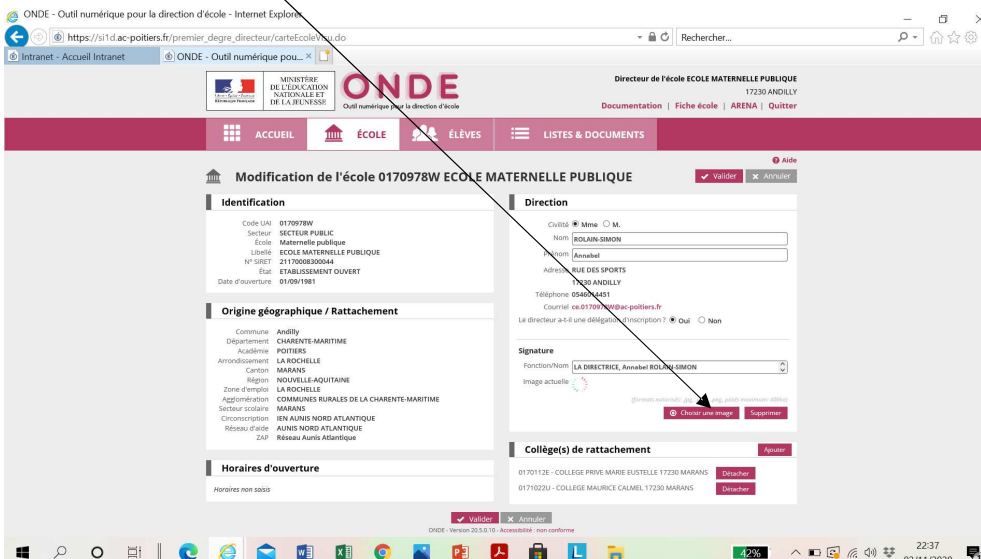 ONDE - Outil numérique pour la direction d'école - Internet Explorer
https://si1d.ac-poitiers.fr/premier_degre_directeur/carteEcoleVisu.do
Rechercher...
Intranet - Accueil Intranet
ONDE - Outil numérique pou...
MINISTÈRE
DE L'ÉDUCATION
NATIONALE ET
DE LA JEUNESSE
ONDE
Outil numérique pour la direction d'école
Directeur de l'école ECOLE MATERNELLE PUBLIQUE
17230 ANDILLY
Documentation | Fiche école | ARENA | Quitter
ACCUEIL ÉCOLE ÉLÈVES LISTES & DOCUMENTS
Aide
Modification de l'école 0170978W ECOLE MATERNELLE PUBLIQUE
Valider Annuler
Identification
Code UAI 0170978W
Secteur SECTEUR PUBLIC
École Maternelle publique
Libellé ECOLE MATERNELLE PUBLIQUE
N° SIRET 21170008300044
État ETABLISSEMENT OUVERT
Date d'ouverture 01/09/1981
Origine géographique / Rattachement
Commune Andilly
Département CHARENTE-MARITIME
Académie POITIERS
Arrondissement LA ROCHELLE
Canton MARANS
Région NOUVELLE-AQUITAINE
Zone d'emploi LA ROCHELLE
Agglomération COMMUNES RURALES DE LA CHARENTE-MARITIME
Secteur scolaire MARANS
Circonscription IEN AUNIS NORD ATLANTIQUE
Réseau d'aide AUNIS NORD ATLANTIQUE
ZAP Réseau Aunis Atlantique
Horaires d'ouverture
Horaires non saisis
Direction
Civilité Mme M.
Nom ROLAIN-SIMON
Prénom Annabel
Adresse RUE DES SPORTS
17230 ANDILLY
Téléphone 0546014451
Courriel ce.0170978W@ac-poitiers.fr
Le directeur a-t-il une délégation d'inscription ? Oui Non
Signature
Fonction/Nom LA DIRECTRICE, Annabel ROLAIN-SIMON
Image actuelle
Choisir une image Supprimer
Collège(s) de rattachement
Ajouter
0170112E - COLLEGE PRIVE MARIE EUSTELLE 17230 MARANS Détacher
0171022U - COLLEGE MAURICE CALMEL 17230 MARANS Détacher
Valider Annuler
ONDE - Version 20.5.0.10 - Accessibilité : non conforme
42%
22:37